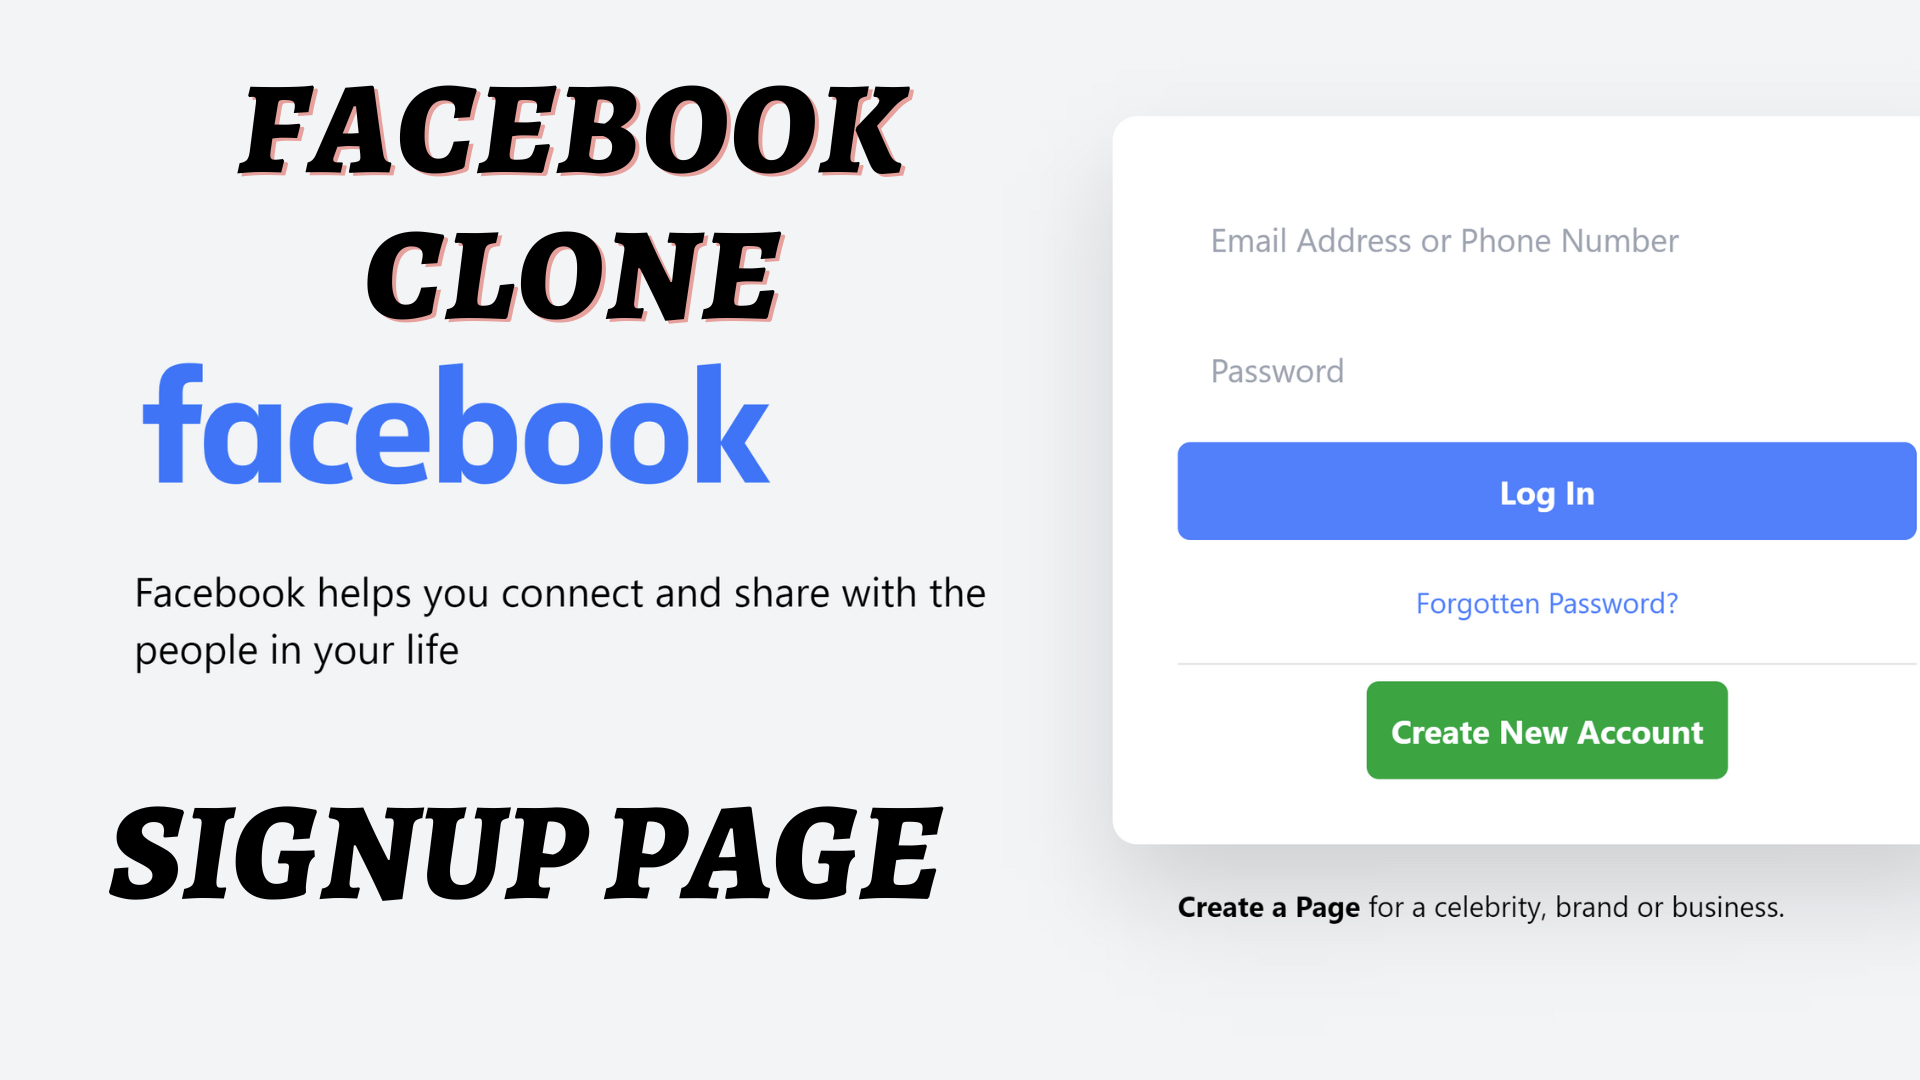 FACEBOOK
CLONE
facebook
Facebook helps you connect and share with the
people in your life
SIGNUP PAGE
Email Address or Phone Number
Password
Log In
Forgotten Password?
Create New Account
Create a Page for a celebrity, brand or business.